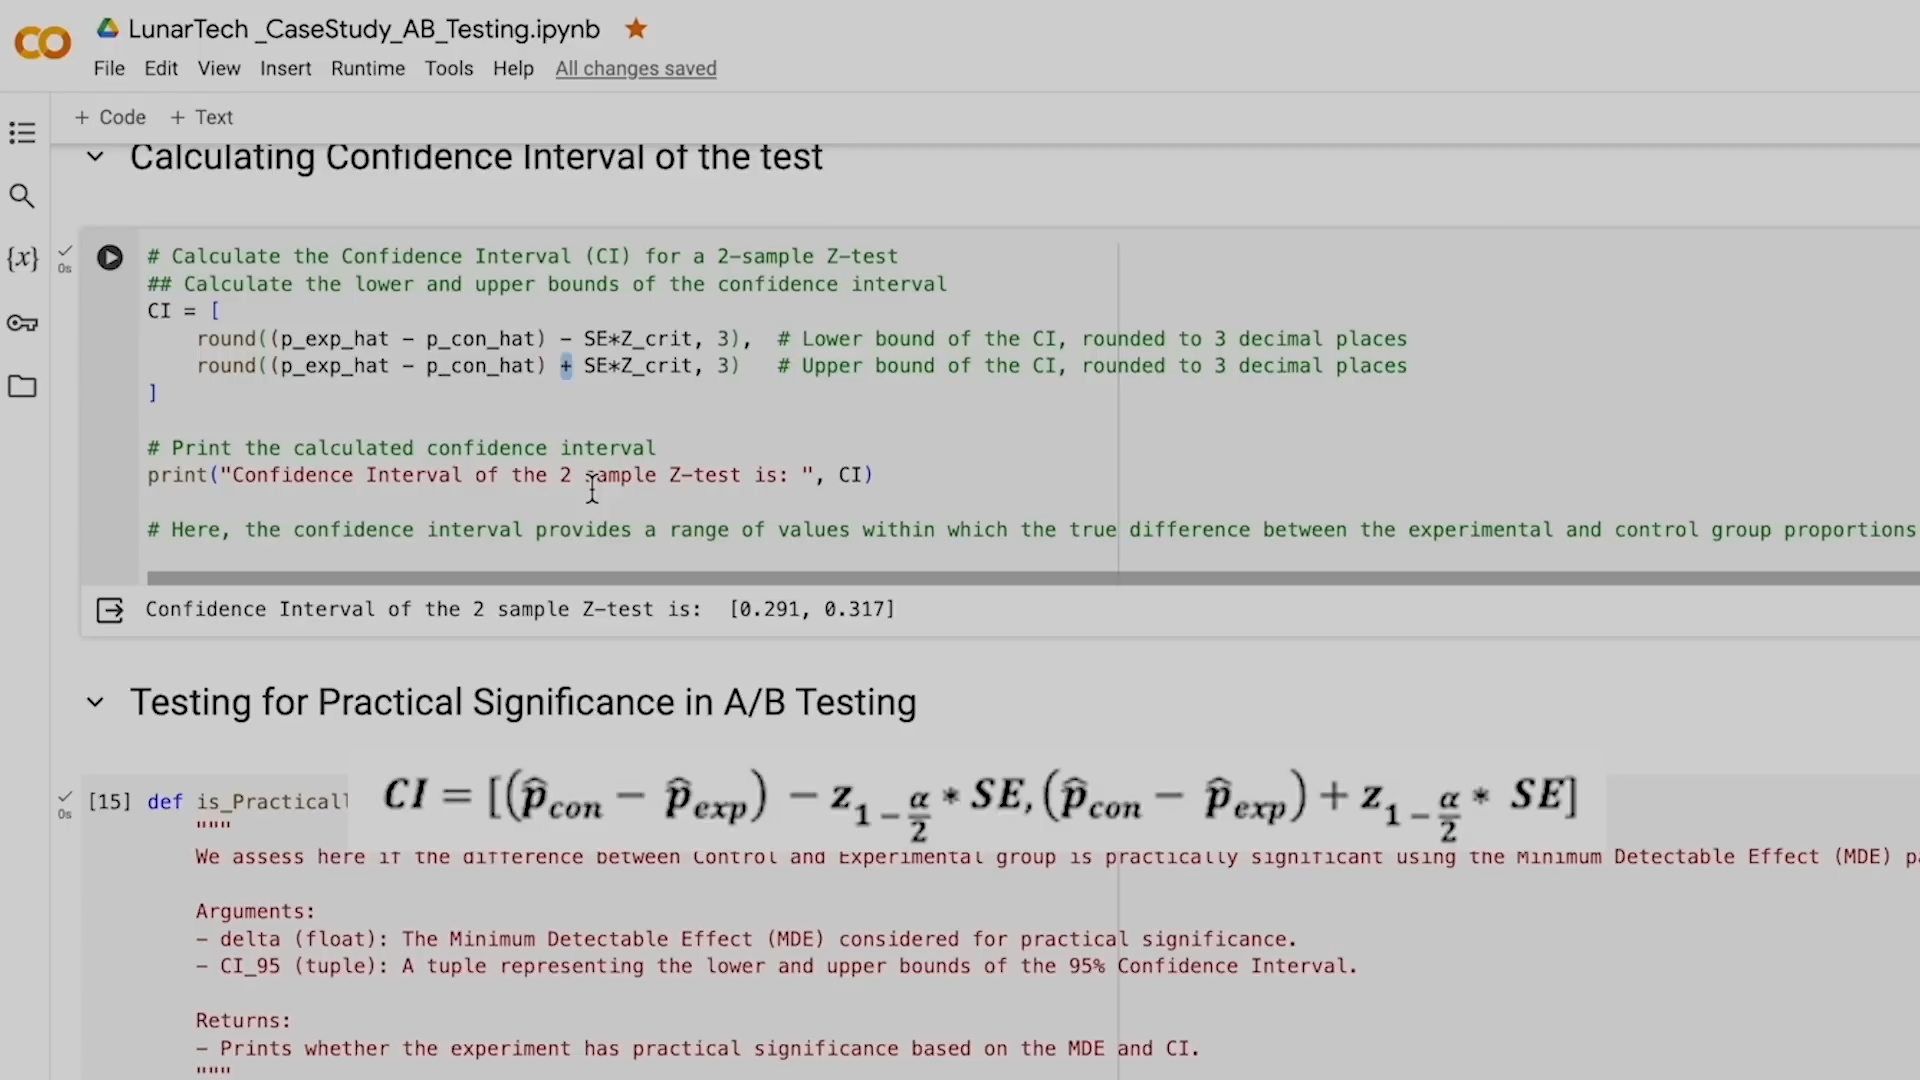 LunarTech _CaseStudy_AB_Testing.ipynb
File Edit View Insert Runtime Tools Help All changes saved
+ Code + Text
Calculating Confidence Interval of the test
{x}
0s
# Calculate the Confidence Interval (CI) for a 2-sample Z-test
## Calculate the lower and upper bounds of the confidence interval
CI = [
round((p_exp_hat - p_con_hat) - SE*Z_crit, 3), # Lower bound of the CI, rounded to 3 decimal places
round((p_exp_hat - p_con_hat) + SE*Z_crit, 3) # Upper bound of the CI, rounded to 3 decimal places
]
# Print the calculated confidence interval
print("Confidence Interval of the 2 sample Z-test is: ", CI)
# Here, the confidence interval provides a range of values within which the true difference between the experimental and control group proportions
Confidence Interval of the 2 sample Z-test is: [0.291, 0.317]
Testing for Practical Significance in A/B Testing
CI = [(p̂con − p̂exp) − z1−α/2 * SE, (p̂con − p̂exp) + z1−α/2 * SE]
0s
[15] def is_Practical
"""
We assess here if the difference between Control and Experimental group is practically significant using the Minimum Detectable Effect (MDE)
Arguments:
- delta (float): The Minimum Detectable Effect (MDE) considered for practical significance.
- CI_95 (tuple): A tuple representing the lower and upper bounds of the 95% Confidence Interval.
Returns:
- Prints whether the experiment has practical significance based on the MDE and CI.
"""